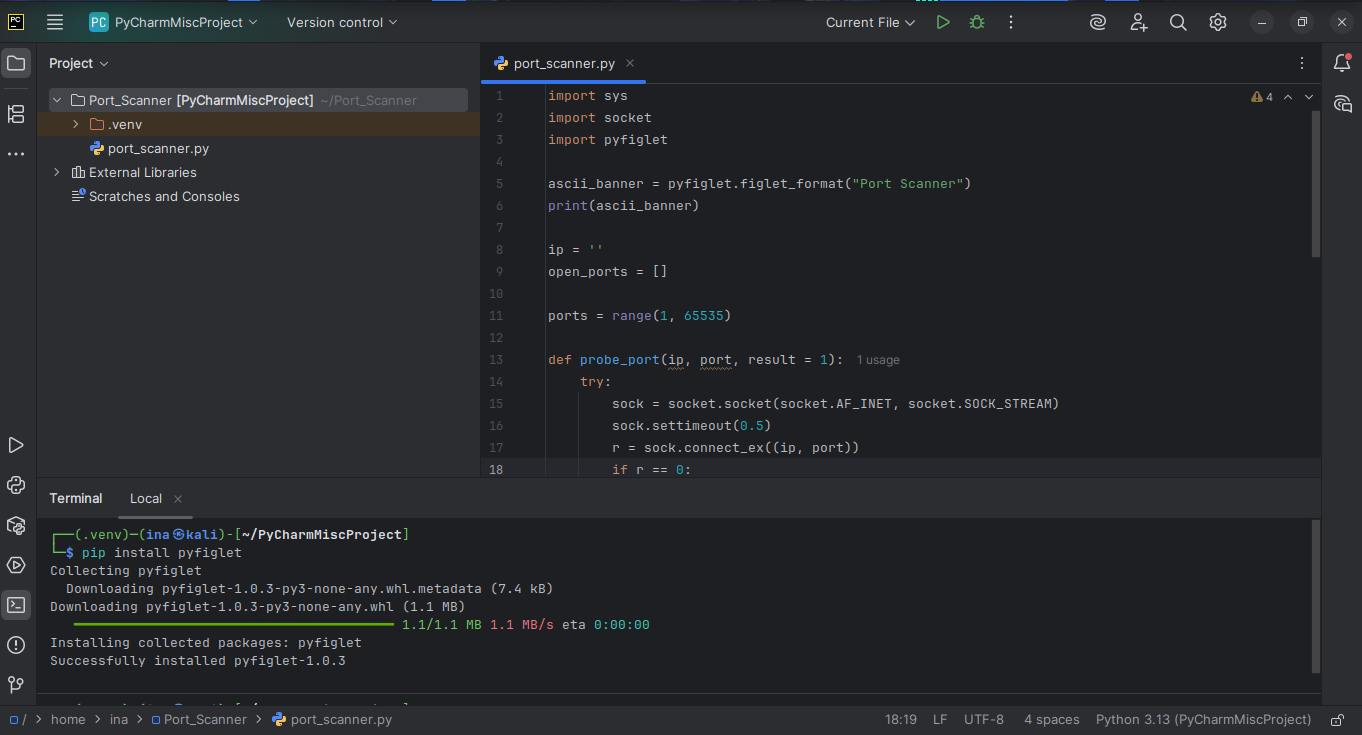 PC PC PyCharmMiscProject Version control Current File
Project
Port_Scanner [PyCharmMiscProject] ~/Port_Scanner
.venv
port_scanner.py
External Libraries
Scratches and Consoles
port_scanner.py
4
1 import sys
2 import socket
3 import pyfiglet
4
5 ascii_banner = pyfiglet.figlet_format("Port Scanner")
6 print(ascii_banner)
7
8 ip = ''
9 open_ports = []
10
11 ports = range(1, 65535)
12
13 def probe_port(ip, port, result = 1): 1 usage
14 try:
15 sock = socket.socket(socket.AF_INET, socket.SOCK_STREAM)
16 sock.settimeout(0.5)
17 r = sock.connect_ex((ip, port))
18 if r == 0:
Terminal Local
┌──(.venv)─(ina㉿kali)-[~/PyCharmMiscProject]
└─$ pip install pyfiglet
Collecting pyfiglet
Downloading pyfiglet-1.0.3-py3-none-any.whl.metadata (7.4 kB)
Downloading pyfiglet-1.0.3-py3-none-any.whl (1.1 MB)
━━━━━━━━━━━━━━━━━━━━━━━━━━━━━━━━━━━━━━━━ 1.1/1.1 MB 1.1 MB/s eta 0:00:00
Installing collected packages: pyfiglet
Successfully installed pyfiglet-1.0.3
/ > home > ina > Port_Scanner > port_scanner.py 18:19 LF UTF-8 4 spaces Python 3.13 (PyCharmMiscProject)